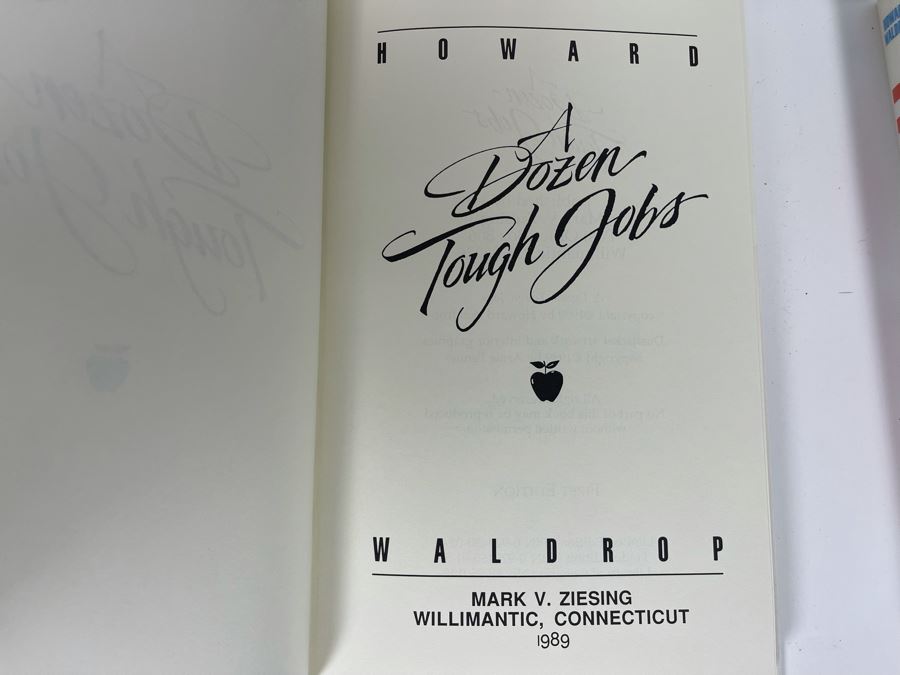 HOWARD
A
Dozen
Tough Jobs
WALDROP
MARK V. ZIESING
WILLIMANTIC, CONNECTICUT
1989